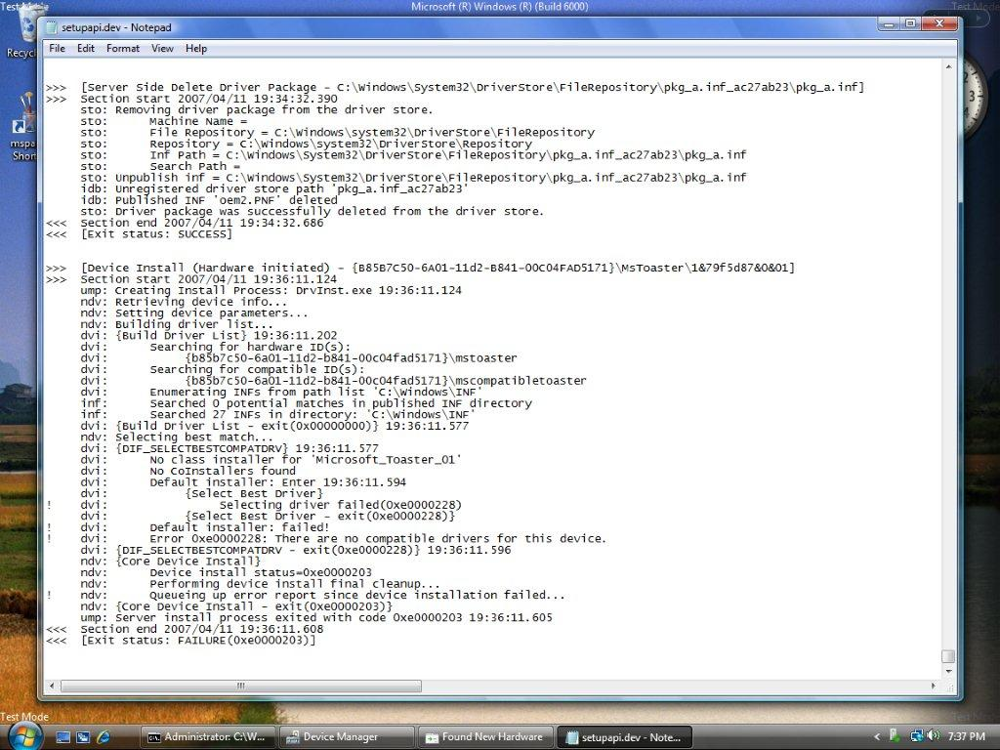 Test Mode
Microsoft (R) Windows (R) (Build 6000)
Test Mode
Recyc
mspa
Shor
setupapi.dev - Notepad
File Edit Format View Help
>>> [Server Side Delete Driver Package - C:\Windows\System32\DriverStore\FileRepository\pkg_a.inf_ac27ab23\pkg_a.inf]
>>> Section start 2007/04/11 19:34:32.390
sto: Removing driver package from the driver store.
sto: Machine Name =
sto: File Repository = C:\Windows\system32\DriverStore\FileRepository
sto: Repository = C:\Windows\system32\DriverStore\Repository
sto: Inf Path = C:\Windows\System32\DriverStore\FileRepository\pkg_a.inf_ac27ab23\pkg_a.inf
sto: Search Path =
sto: Unpublish inf = C:\Windows\System32\DriverStore\FileRepository\pkg_a.inf_ac27ab23\pkg_a.inf
idb: Unregistered driver store path 'pkg_a.inf_ac27ab23'
idb: Published INF 'oem2.PNF' deleted
sto: Driver package was successfully deleted from the driver store.
<<< Section end 2007/04/11 19:34:32.686
<<< [Exit status: SUCCESS]
>>> [Device Install (Hardware initiated) - {B85B7C50-6A01-11d2-B841-00C04FAD5171}\MsToaster\1&79f5d87&0&01]
>>> Section start 2007/04/11 19:36:11.124
ump: Creating Install Process: DrvInst.exe 19:36:11.124
ndv: Retrieving device info...
ndv: Setting device parameters...
ndv: Building driver list...
dvi: {Build Driver List} 19:36:11.202
dvi: Searching for hardware ID(s):
dvi: {b85b7c50-6a01-11d2-b841-00c04fad5171}\mstoaster
dvi: Searching for compatible ID(s):
dvi: {b85b7c50-6a01-11d2-b841-00c04fad5171}\mscompatibletoaster
dvi: Enumerating INFs from path list 'C:\Windows\INF'
inf: Searched 0 potential matches in published INF directory
inf: Searched 27 INFs in directory: 'C:\Windows\INF'
dvi: {Build Driver List - exit(0x00000000)} 19:36:11.577
ndv: Selecting best match...
dvi: {DIF_SELECTBESTCOMPATDRV} 19:36:11.577
dvi: No class installer for 'Microsoft_Toaster_01'
dvi: No CoInstallers found
dvi: Default installer: Enter 19:36:11.594
dvi: {Select Best Driver}
! dvi: Selecting driver failed(0xe0000228)
dvi: {Select Best Driver - exit(0xe0000228)}
! dvi: Default installer: failed!
! dvi: Error 0xe0000228: There are no compatible drivers for this device.
dvi: {DIF_SELECTBESTCOMPATDRV - exit(0xe0000228)} 19:36:11.596
ndv: {Core Device Install}
ndv: Device install status=0xe0000203
ndv: Performing device install final cleanup...
! ndv: Queueing up error report since device installation failed...
ndv: {Core Device Install - exit(0xe0000203)}
ump: Server install process exited with code 0xe0000203 19:36:11.605
<<< Section end 2007/04/11 19:36:11.608
<<< [Exit status: FAILURE(0xe0000203)]
Test Mode
Test Mode
Administrator: C:\W...
Device Manager
Found New Hardware
setupapi.dev - Note...
7:37 PM